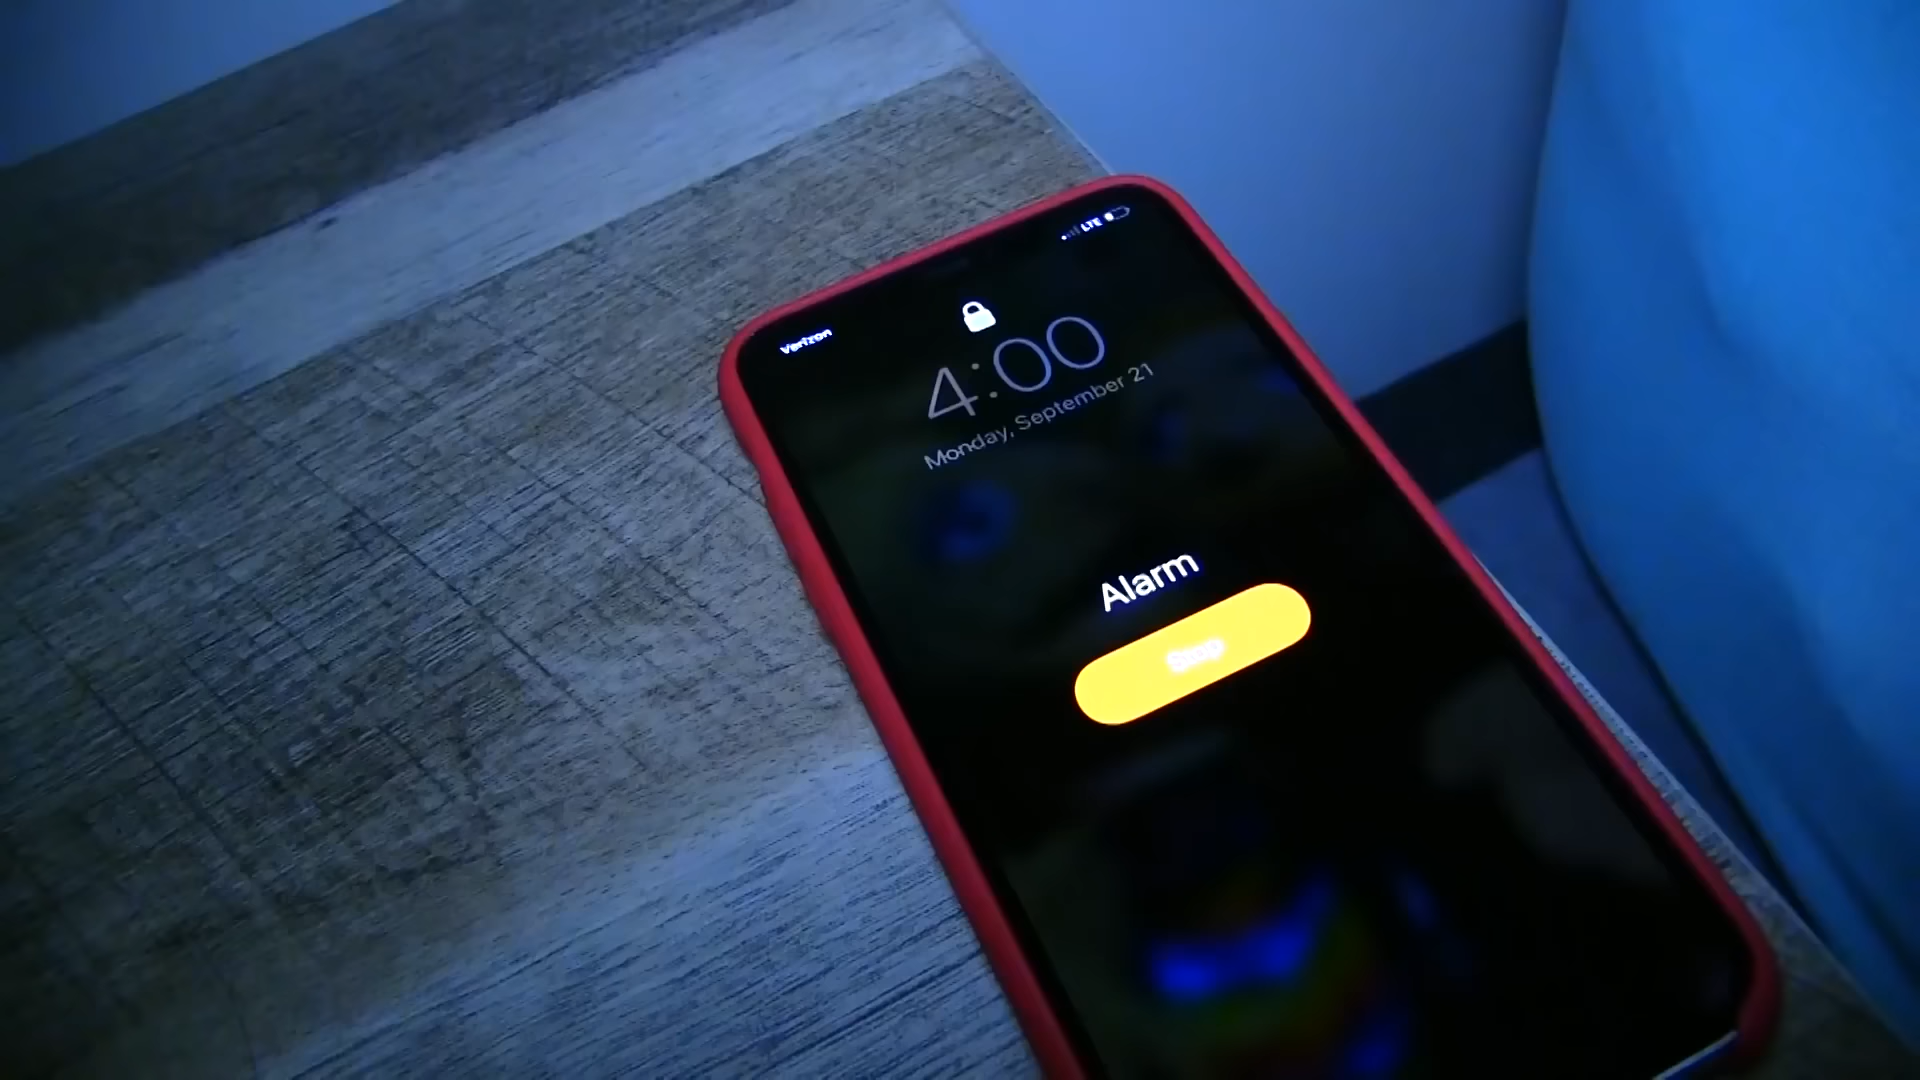 verizon
LTE
4:00
Monday, September 21
Alarm
Stop